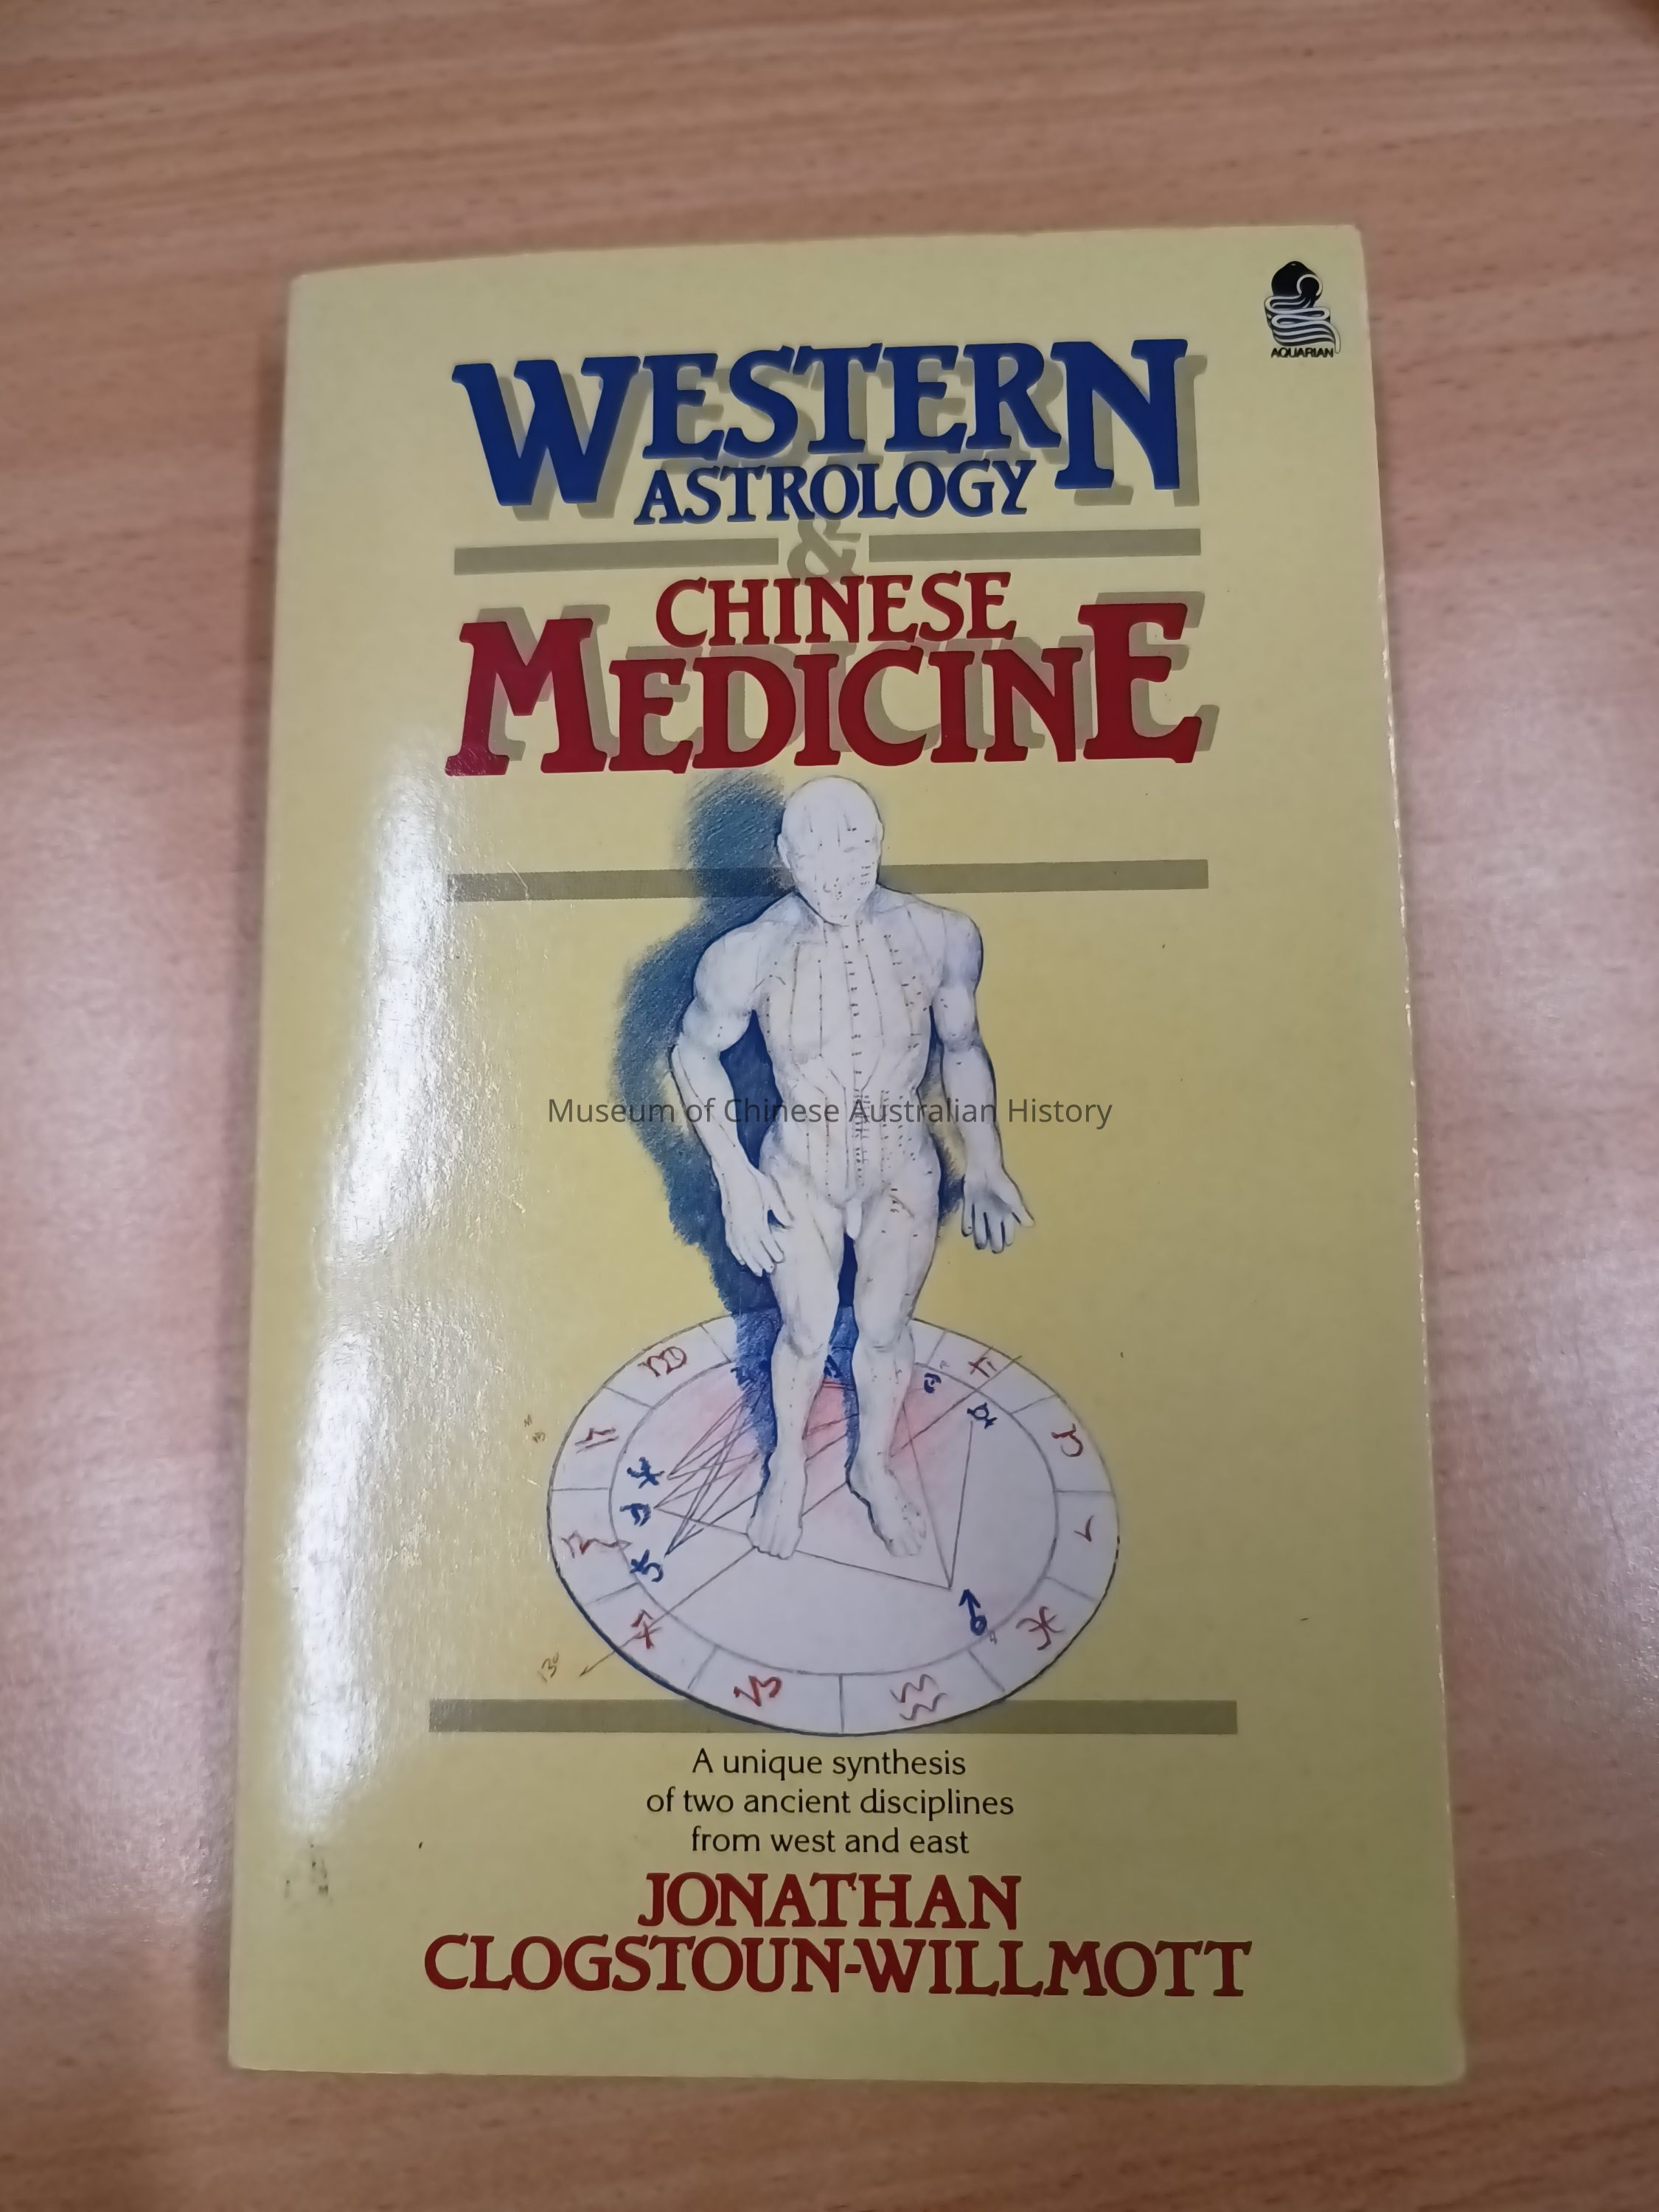 AQUARIAN
WESTERN
ASTROLOGY
&
CHINESE
MEDICINE
Museum of Chinese Australian History
A unique synthesis
of two ancient disciplines
from west and east
JONATHAN
CLOGSTOUN-WILLMOTT